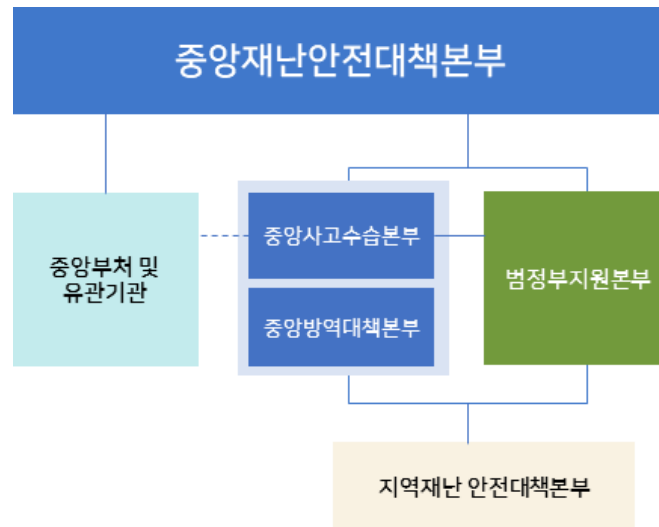 중앙재난안전대책본부
중앙부처 및
유관기관
중앙사고수습본부
중앙방역대책본부
범정부지원본부
지역재난 안전대책본부